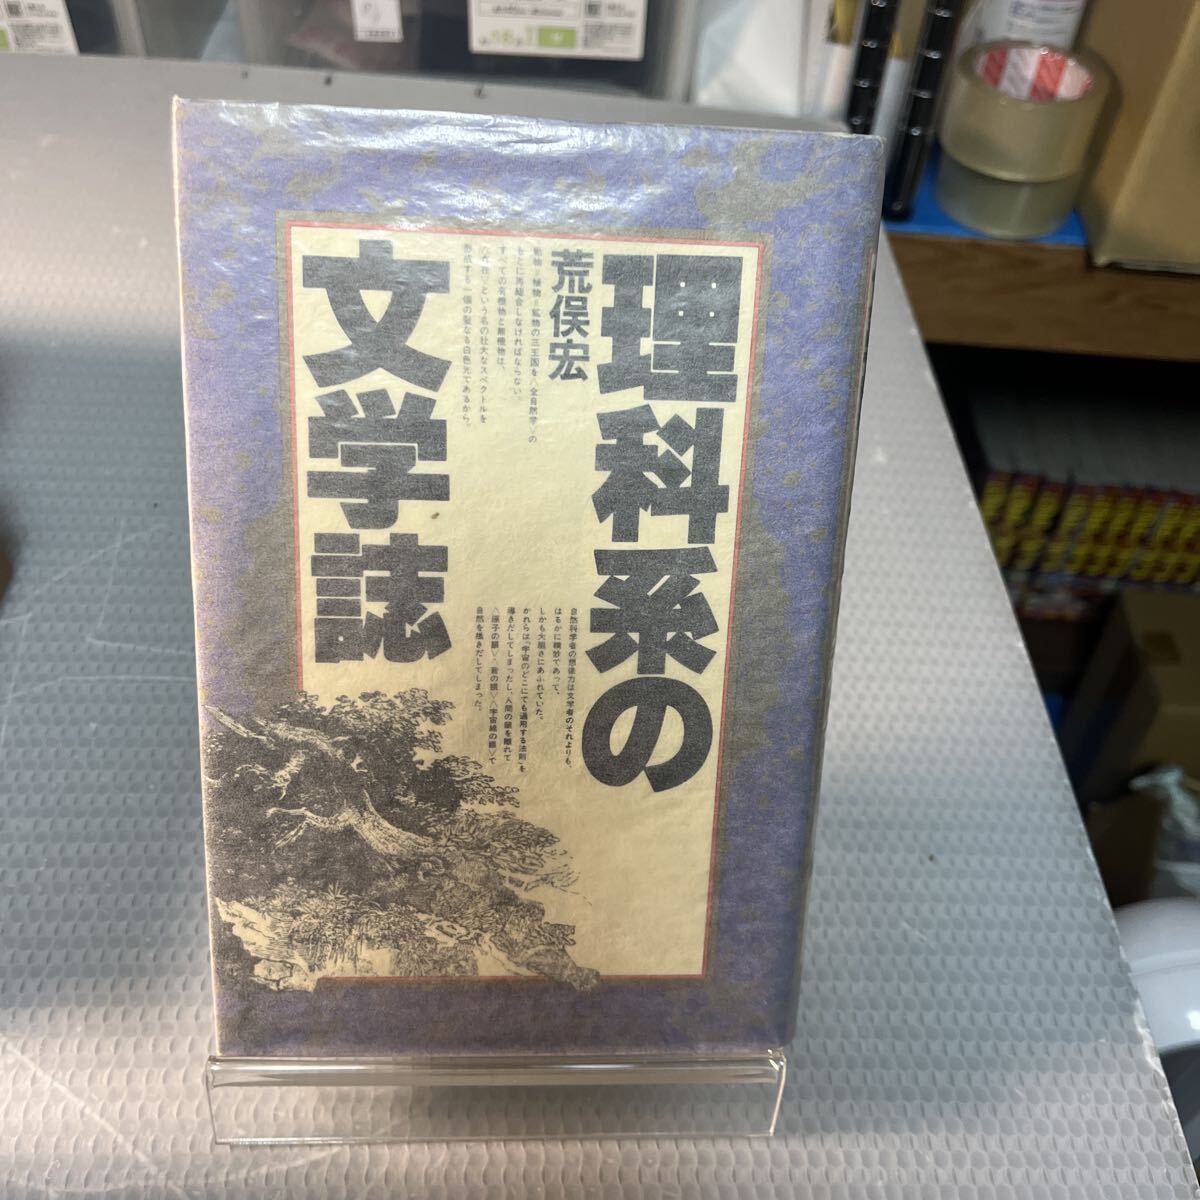 理科系の
文学誌
荒俣宏
動物=植物=鉱物の三王国を〈全自然学〉の
もとに再結合しなければならない。
すべての有機物と無機物は、
〈存在〉という名の壮大なスペクトルを
形成する一個の聖なる白色光であるから。
自然科学者の想像力は文学者のそれよりも、
はるかに精妙であって、
しかも大胆さにあふれていた。
かれらは「宇宙のどこにでも適用する法則」を
導きだしてしまったし、人間の眼を離れて
〈原子の眼〉〈岩の眼〉〈宇宙線の眼〉で
自然を描きだしてしまった。